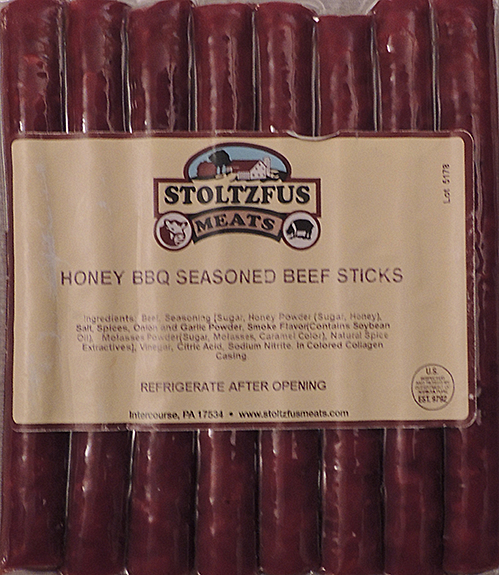 STOLTZFUS
MEATS
Lot 5178
HONEY BBQ SEASONED BEEF STICKS
Ingredients: Beef, Seasoning [Sugar, Honey Powder (Sugar, Honey),
Salt, Spices, Onion and Garlic Powder, Smoke Flavor(Contains Soybean
Oil), Molasses Powder(Sugar, Molasses, Caramel Color), Natural Spice
Extractives], Vinegar, Citric Acid, Sodium Nitrite. In Colored Collagen
Casing.
REFRIGERATE AFTER OPENING
U.S.
EST. 9782
Intercourse, PA 17534 • www.stoltzfusmeats.com